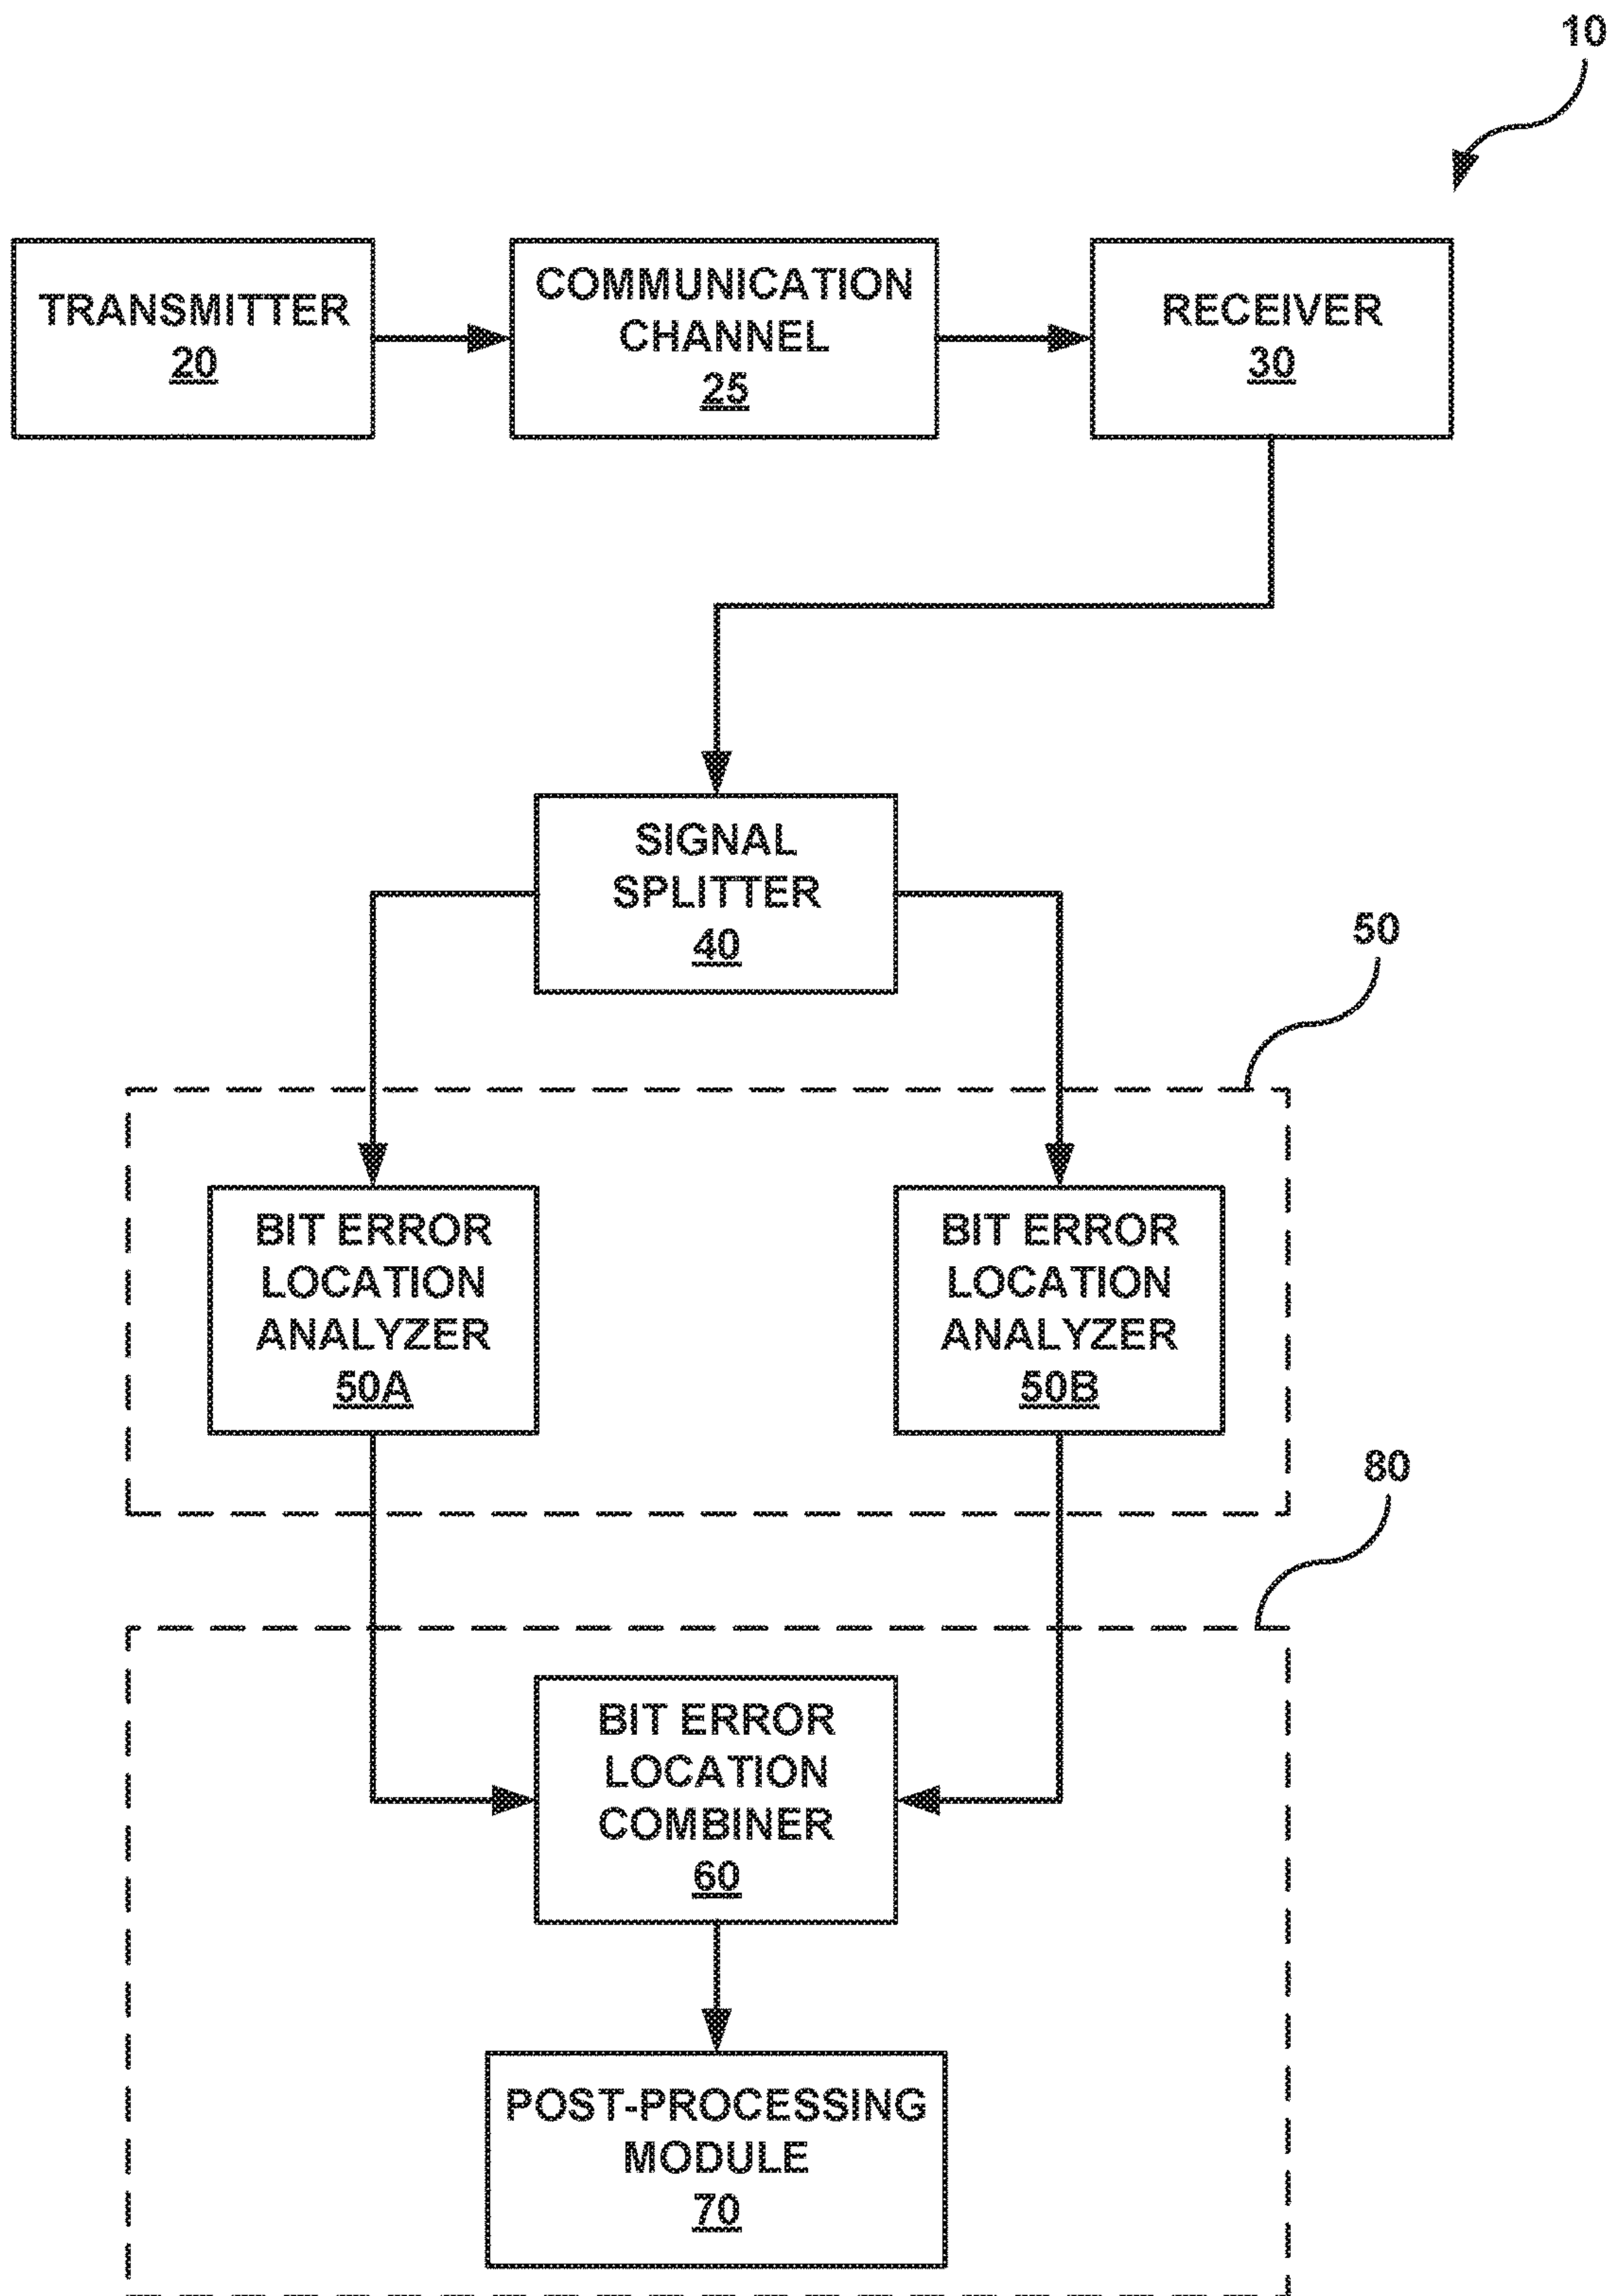 10
TRANSMITTER
20
COMMUNICATION
CHANNEL
25
RECEIVER
30
SIGNAL
SPLITTER
40
50
BIT ERROR
LOCATION
ANALYZER
50A
BIT ERROR
LOCATION
ANALYZER
50B
80
BIT ERROR
LOCATION
COMBINER
60
POST-PROCESSING
MODULE
70